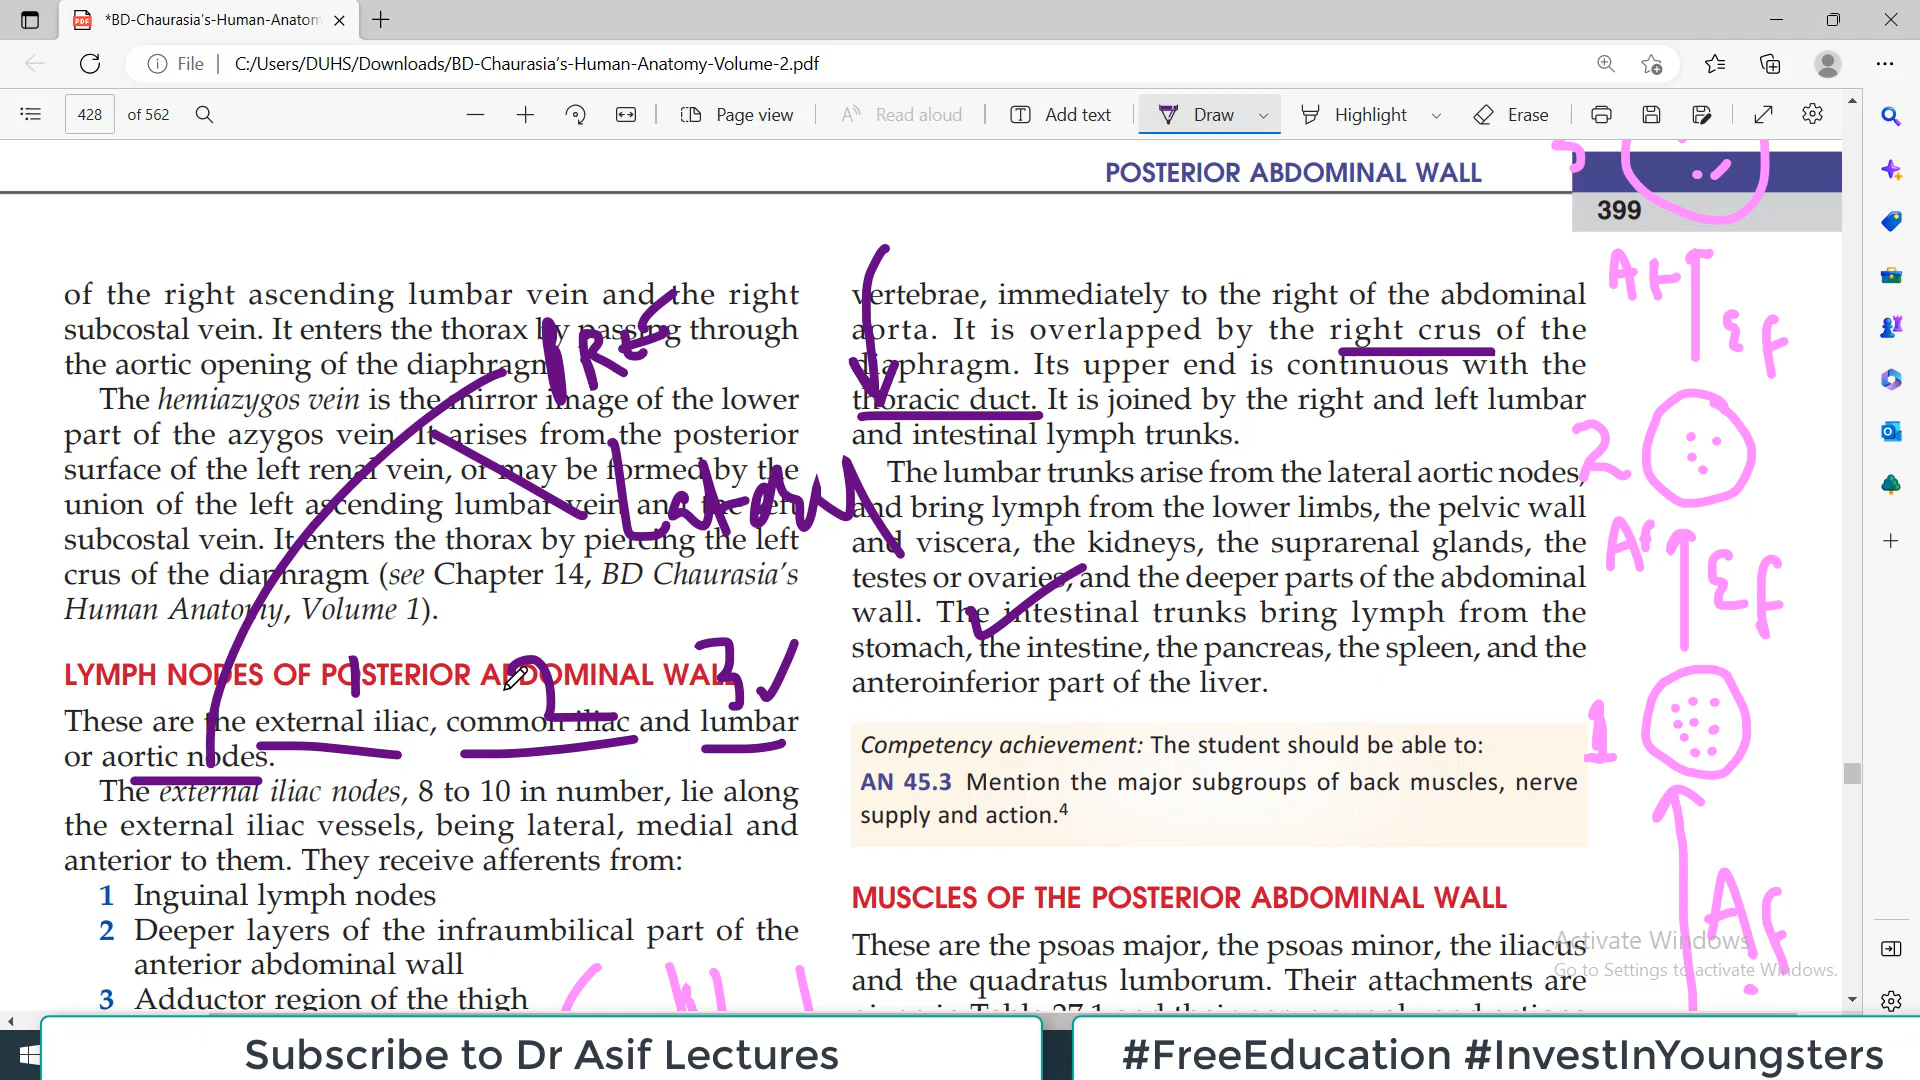 *BD-Chaurasia's-Human-Anatom
File
C:/Users/DUHS/Downloads/BD-Chaurasia's-Human-Anatomy-Volume-2.pdf
428 of 562
Page view
Read aloud
Add text
Draw
Highlight
Erase
POSTERIOR ABDOMINAL WALL
399
of the right ascending lumbar vein and the right
subcostal vein. It enters the thorax by passing through
the aortic opening of the diaphragm
The hemiazygos vein is the mirror image of the lower
part of the azygos vein. It arises from the posterior
surface of the left renal vein, or may be formed by the
union of the left ascending lumbar vein and the left
subcostal vein. It enters the thorax by piercing the left
crus of the diaphragm (see Chapter 14, BD Chaurasia's
Human Anatomy, Volume 1).
PRE
Lateral
1 2 3
LYMPH NODES OF POSTERIOR ABDOMINAL WALL
These are the external iliac, common iliac and lumbar
or aortic nodes.
The external iliac nodes, 8 to 10 in number, lie along
the external iliac vessels, being lateral, medial and
anterior to them. They receive afferents from:
1 Inguinal lymph nodes
2 Deeper layers of the infraumbilical part of the
anterior abdominal wall
3 Adductor region of the thigh
vertebrae, immediately to the right of the abdominal
aorta. It is overlapped by the right crus of the
diaphragm. Its upper end is continuous with the
thoracic duct. It is joined by the right and left lumbar
and intestinal lymph trunks.
The lumbar trunks arise from the lateral aortic nodes,
and bring lymph from the lower limbs, the pelvic wall
and viscera, the kidneys, the suprarenal glands, the
testes or ovaries, and the deeper parts of the abdominal
wall. The intestinal trunks bring lymph from the
stomach, the intestine, the pancreas, the spleen, and the
anteroinferior part of the liver.
Competency achievement: The student should be able to:
AN 45.3 Mention the major subgroups of back muscles, nerve
supply and action.4
MUSCLES OF THE POSTERIOR ABDOMINAL WALL
These are the psoas major, the psoas minor, the iliacus
and the quadratus lumborum. Their attachments are
Af
Ef
2
Af
Ef
1
Af
Activate Windows
Go to Settings to activate Windows.
Subscribe to Dr Asif Lectures
#FreeEducation #InvestInYoungsters